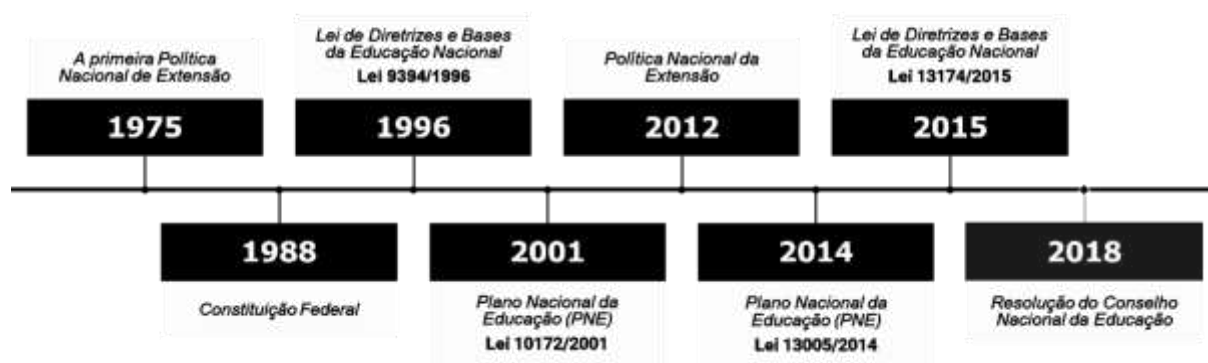 A primeira Política
Nacional de Extensão
1975
Lei de Diretrizes e Bases
da Educação Nacional
Lei 9394/1996
1996
Política Nacional da
Extensão
2012
Lei de Diretrizes e Bases
da Educação Nacional
Lei 13174/2015
2015
1988
Constituição Federal
2001
Plano Nacional da
Educação (PNE)
Lei 10172/2001
2014
Plano Nacional da
Educação (PNE)
Lei 13005/2014
2018
Resolução do Conselho
Nacional da Educação